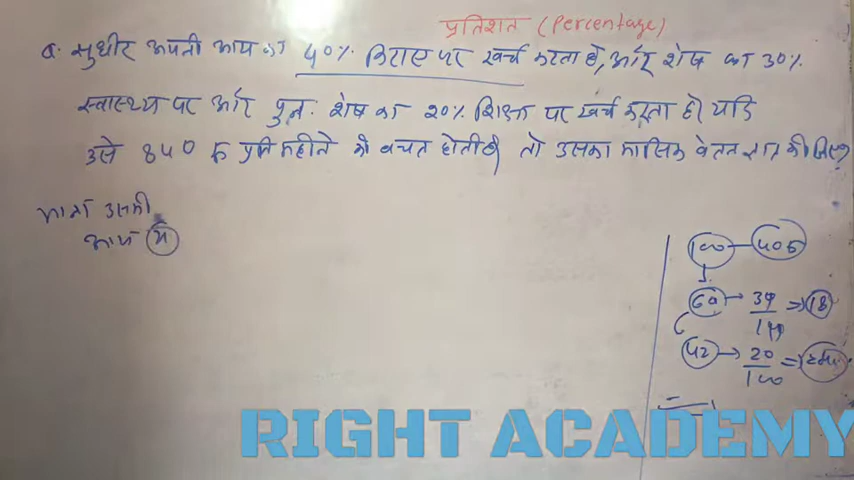 प्रतिशत (Percentage)
Q. सुधीर अपनी आय का 40% किराए पर खर्च करता है, और शेष का 30%
स्वास्थ्य पर और पुनः शेष का 20% शिक्षा पर खर्च करता है। यदि
उसे 840 रु प्रति महीने की बचत होती है, तो उसका मासिक वेतन ज्ञात कीजिए?
माना उसकी
आय
100 — 40
60 → 30/100 ⇒ 18
42 → 20/100 ⇒
RIGHT ACADEMY